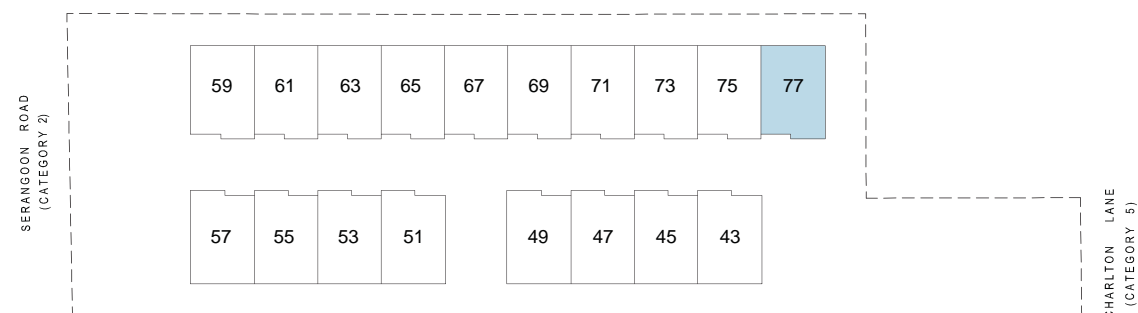 SERANGOON ROAD
(CATEGORY 2)
59 61 63 65 67 69 71 73 75 77
57 55 53 51 49 47 45 43
CHARLTON LANE
(CATEGORY 5)